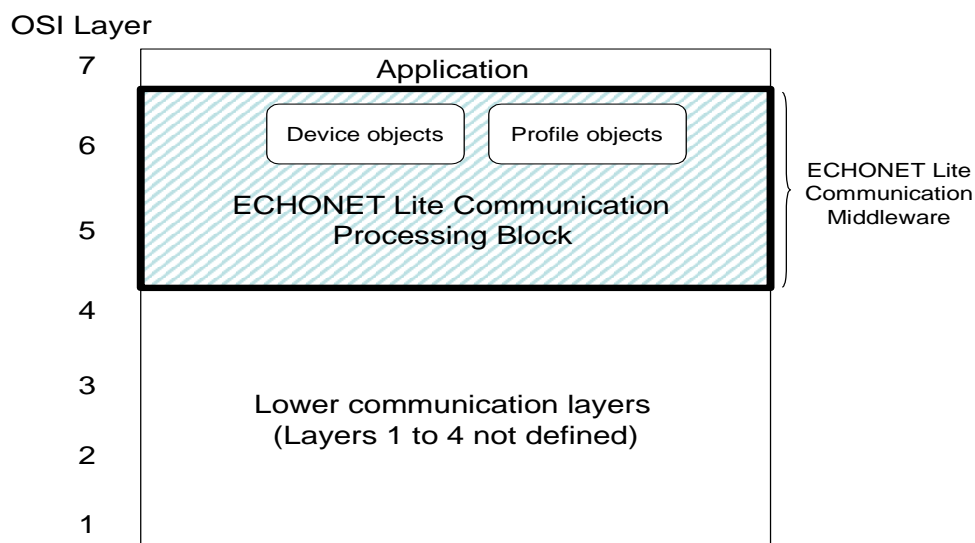 OSI Layer
7
Application
6
Device objects
Profile objects
ECHONET Lite
Communication
Middleware
5
ECHONET Lite Communication
Processing Block
4
3
Lower communication layers
(Layers 1 to 4 not defined)
2
1